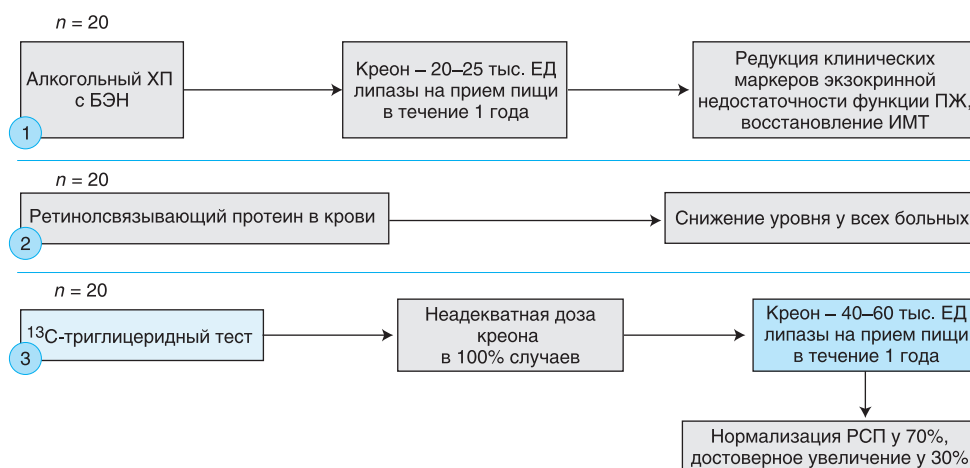 n = 20
Алкогольный ХП
с БЭН
1
Креон – 20–25 тыс. ЕД
липазы на прием пищи
в течение 1 года
Редукция клинических
маркеров экзокринной
недостаточности функции ПЖ,
восстановление ИМТ
n = 20
Ретинолсвязывающий протеин в крови
2
Снижение уровня у всех больных
n = 20
¹³С-триглицеридный тест
3
Неадекватная доза
креона
в 100% случаев
Креон – 40–60 тыс. ЕД
липазы на прием пищи
в течение 1 года
Нормализация РСП у 70%,
достоверное увеличение у 30%